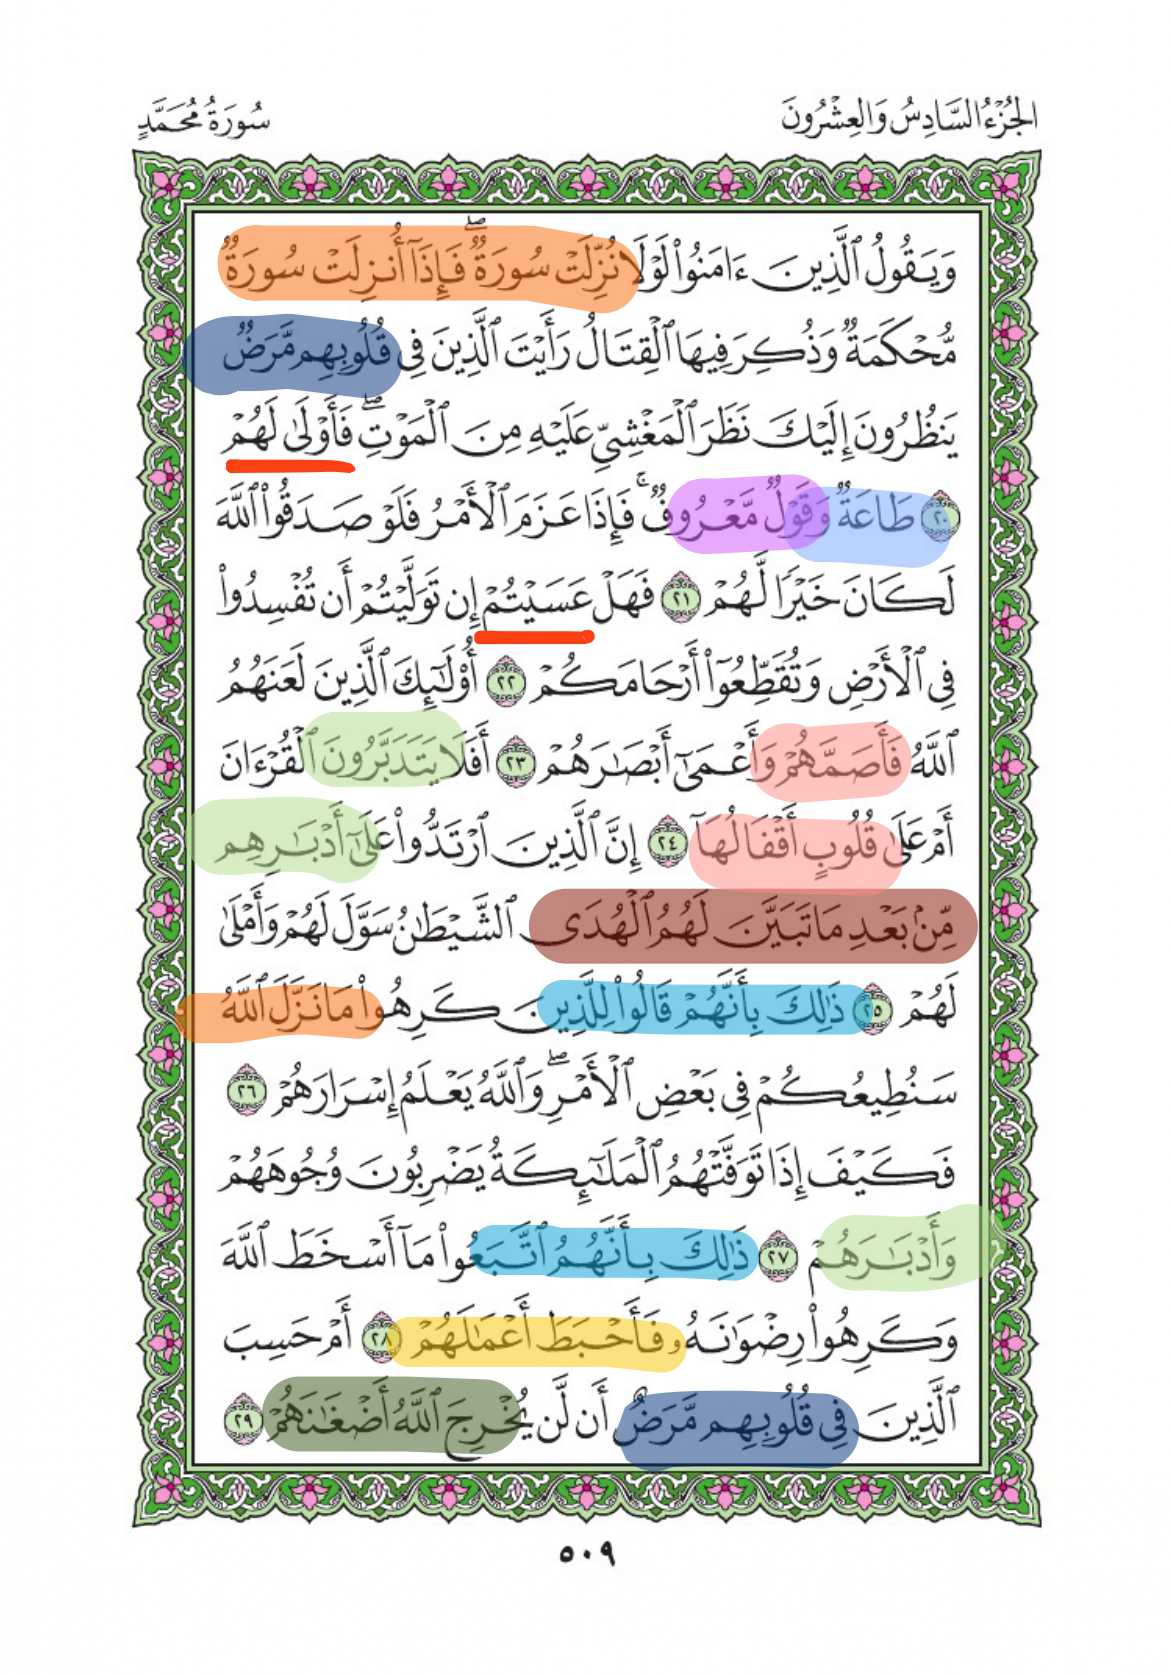 الجُزْءُ السَّادِسُ وَالعِشْرُونَ
سُورَةُ مُحَمَّدٍ
وَيَقُولُ ٱلَّذِينَ ءَامَنُوا۟ لَوْلَا نُزِّلَتْ سُورَةٌ ۖ فَإِذَآ أُنزِلَتْ سُورَةٌ
مُّحْكَمَةٌ وَذُكِرَ فِيهَا ٱلْقِتَالُ رَأَيْتَ ٱلَّذِينَ فِى قُلُوبِهِم مَّرَضٌ
يَنظُرُونَ إِلَيْكَ نَظَرَ ٱلْمَغْشِىِّ عَلَيْهِ مِنَ ٱلْمَوْتِ ۖ فَأَوْلَىٰ لَهُمْ
٢٠ طَاعَةٌ وَقَوْلٌ مَّعْرُوفٌ ۚ فَإِذَا عَزَمَ ٱلْأَمْرُ فَلَوْ صَدَقُوا۟ ٱللَّهَ
لَكَانَ خَيْرًا لَّهُمْ ٢١ فَهَلْ عَسَيْتُمْ إِن تَوَلَّيْتُمْ أَن تُفْسِدُوا۟
فِى ٱلْأَرْضِ وَتُقَطِّعُوٓا۟ أَرْحَامَكُمْ ٢٢ أُو۟لَـٰٓئِكَ ٱلَّذِينَ لَعَنَهُمُ
ٱللَّهُ فَأَصَمَّهُمْ وَأَعْمَىٰٓ أَبْصَـٰرَهُمْ ٢٣ أَفَلَا يَتَدَبَّرُونَ ٱلْقُرْءَانَ
أَمْ عَلَىٰ قُلُوبٍ أَقْفَالُهَآ ٢٤ إِنَّ ٱلَّذِينَ ٱرْتَدُّوا۟ عَلَىٰٓ أَدْبَـٰرِهِم
مِّنۢ بَعْدِ مَا تَبَيَّنَ لَهُمُ ٱلْهُدَى ٱلشَّيْطَـٰنُ سَوَّلَ لَهُمْ وَأَمْلَىٰ
لَهُمْ ٢٥ ذَٰلِكَ بِأَنَّهُمْ قَالُوا۟ لِلَّذِينَ كَرِهُوا۟ مَا نَزَّلَ ٱللَّهُ
سَنُطِيعُكُمْ فِى بَعْضِ ٱلْأَمْرِ ۖ وَٱللَّهُ يَعْلَمُ إِسْرَارَهُمْ ٢٦
فَكَيْفَ إِذَا تَوَفَّتْهُمُ ٱلْمَلَـٰٓئِكَةُ يَضْرِبُونَ وُجُوهَهُمْ
وَأَدْبَـٰرَهُمْ ٢٧ ذَٰلِكَ بِأَنَّهُمُ ٱتَّبَعُوا۟ مَآ أَسْخَطَ ٱللَّهَ
وَكَرِهُوا۟ رِضْوَٰنَهُۥ فَأَحْبَطَ أَعْمَـٰلَهُمْ ٢٨ أَمْ حَسِبَ
ٱلَّذِينَ فِى قُلُوبِهِم مَّرَضٌ أَن لَّن يُخْرِجَ ٱللَّهُ أَضْغَـٰنَهُمْ ٢٩
٥٠٩